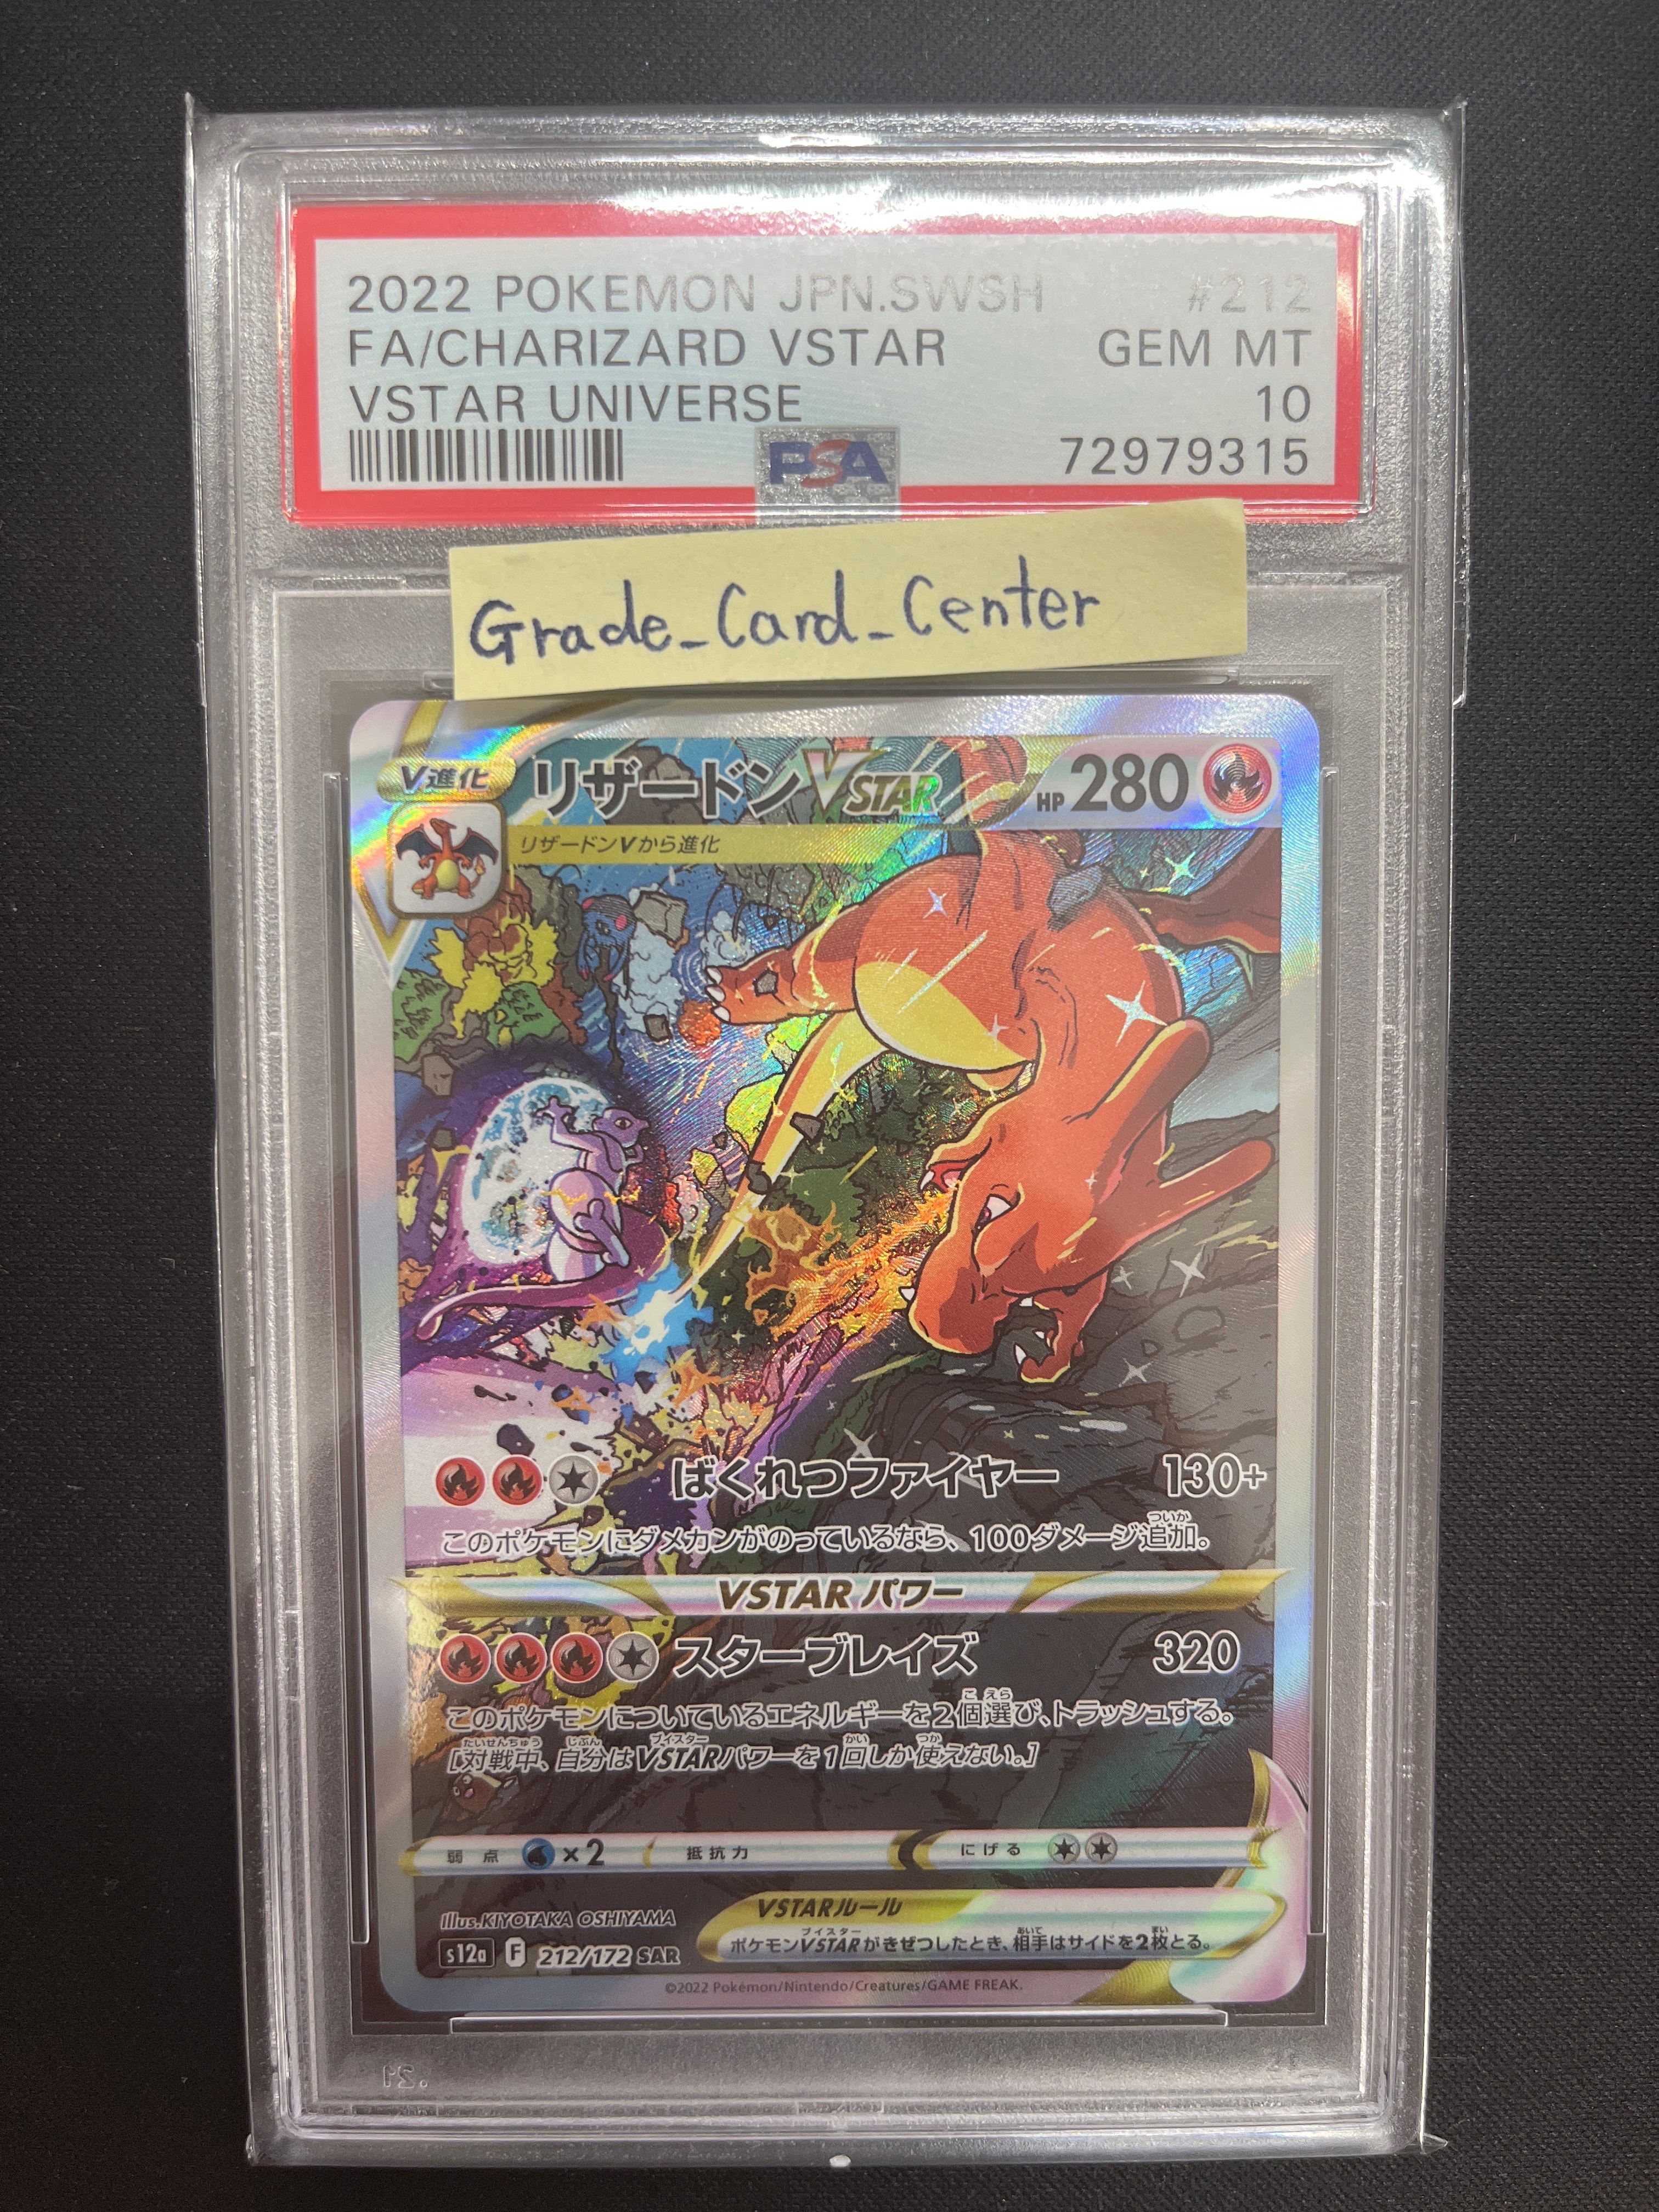 2022 POKEMON JPN.SWSH #212
FA/CHARIZARD VSTAR GEM MT
VSTAR UNIVERSE 10
PSA 72979315
Grade_Card_Center
V進化 リザードンVSTAR HP 280
リザードンVから進化
ばくれつファイヤー 130+
このポケモンにダメカンがのっているなら、100ダメージ追加。
VSTARパワー
スターブレイズ 320
このポケモンについているエネルギーを2個選び、トラッシュする。
[対戦中、自分はVSTARパワーを1回しか使えない。]
弱点 ×2 抵抗力 にげる
VSTARルール
ポケモンVSTARがきぜつしたとき、相手はサイドを2枚とる。
Illus.KIYOTAKA OSHIYAMA
s12a F 212/172 SAR
©2022 Pokémon/Nintendo/Creatures/GAME FREAK.